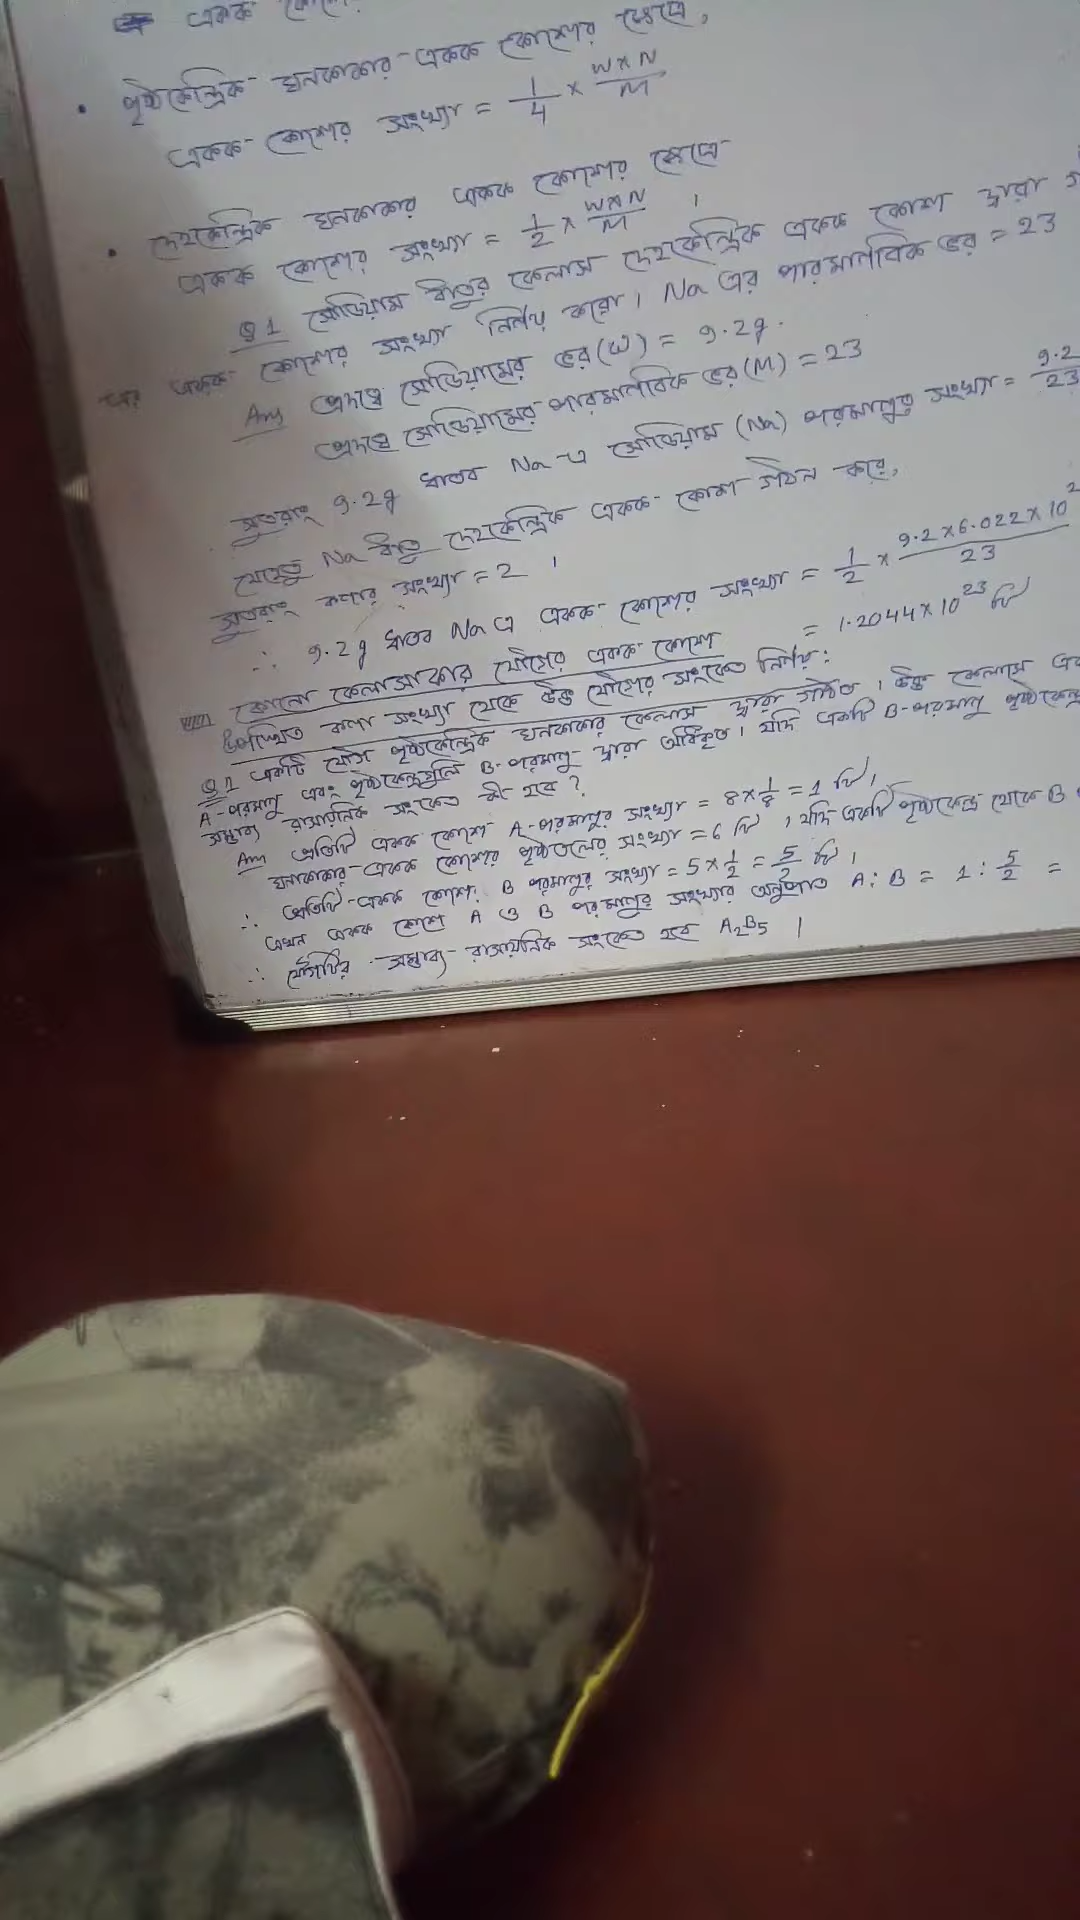 একক
• পৃষ্ঠকেন্দ্রিক ঘনকাকার একক কোশের ক্ষেত্রে,
একক কোশের সংখ্যা = 1/4 × W×N/M
• দেহকেন্দ্রিক ঘনকাকার একক কোশের ক্ষেত্রে
একক কোশের সংখ্যা = 1/2 × W×N/M ।
Q1 সোডিয়াম ধাতুর কেলাস দেহকেন্দ্রিক একক কোশ দ্বারা
একক কোশের সংখ্যা নির্ণয় করো। Na এর পারমাণবিক ভর = 23
Ans প্রদত্ত সোডিয়ামের ভর (W) = 9.2g.
প্রদত্ত সোডিয়ামের পারমাণবিক ভর (M) = 23
সুতরাং 9.2g ধাতব Na-এ সোডিয়াম (Na) পরমাণুর সংখ্যা = 9.2/23
যেহেতু Na ধাতু দেহকেন্দ্রিক একক কোশ গঠন করে,
সুতরাং কণার সংখ্যা = 2 ।
∴ 9.2g ধাতব Na এ একক কোশের সংখ্যা = 1/2 × 9.2×6.022×10²/23
= 1.2044×10²³ টি
কোনো কেলাসাকার যৌগের একক কোশে
উপস্থিত কণা সংখ্যা থেকে উক্ত যৌগের সংকেত নির্ণয়:
Q1 একটি যৌগ পৃষ্ঠকেন্দ্রিক ঘনকাকার কেলাস দ্বারা গঠিত। উক্ত কেলাসে
A-পরমাণু এবং পৃষ্ঠকেন্দ্রগুলি B-পরমাণু দ্বারা অধিকৃত। যদি একটি B-পরমাণু
সম্ভাব্য রাসায়নিক সংকেত কী হবে?
Ans প্রতিটি একক কোশে A-পরমাণুর সংখ্যা = 8×1/8 = 1 টি।
ঘনকাকার একক কোশের পৃষ্ঠতলের সংখ্যা = 6 টি, যদি একটি পৃষ্ঠকেন্দ্র থেকে B
∴ প্রতিটি একক কোশে B পরমাণুর সংখ্যা = 5×1/2 = 5/2 টি।
এখন একক কোশে A ও B পরমাণুর সংখ্যার অনুপাত A : B = 1 : 5/2 =
∴ যৌগটির সম্ভাব্য রাসায়নিক সংকেত হবে A₂B₅ ।